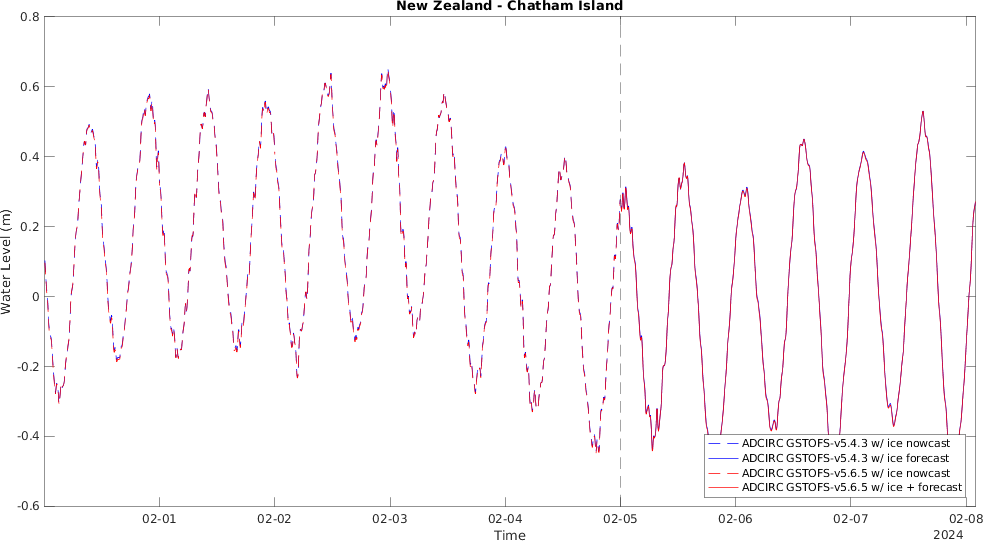 New Zealand - Chatham Island
0.8
0.6
0.4
0.2
0
-0.2
-0.4
-0.6
Water Level (m)
ADCIRC GSTOFS-v5.4.3 w/ ice nowcast
ADCIRC GSTOFS-v5.4.3 w/ ice forecast
ADCIRC GSTOFS-v5.6.5 w/ ice nowcast
ADCIRC GSTOFS-v5.6.5 w/ ice + forecast
02-01 02-02 02-03 02-04 02-05 02-06 02-07 02-08
Time
2024